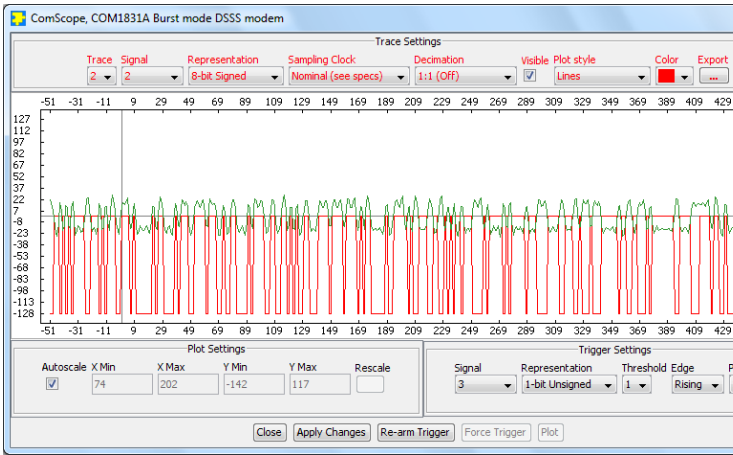 ComScope, COM1831A Burst mode DSSS modem
Trace Settings
Trace Signal Representation Sampling Clock Decimation Visible Plot style Color Export
2 2 8-bit Signed Nominal (see specs) 1:1 (Off) Lines ...
-51 -31 -11 9 29 49 69 89 109 129 149 169 189 209 229 249 269 289 309 329 349 369 389 409 429
127
112
97
82
67
52
37
22
7
-8
-23
-38
-53
-68
-83
-98
-113
-128
-51 -31 -11 9 29 49 69 89 109 129 149 169 189 209 229 249 269 289 309 329 349 369 389 409 429
Plot Settings
Autoscale X Min X Max Y Min Y Max Rescale
74 202 -142 117
Trigger Settings
Signal Representation Threshold Edge P
3 1-bit Unsigned 1 Rising
Close Apply Changes Re-arm Trigger Force Trigger Plot